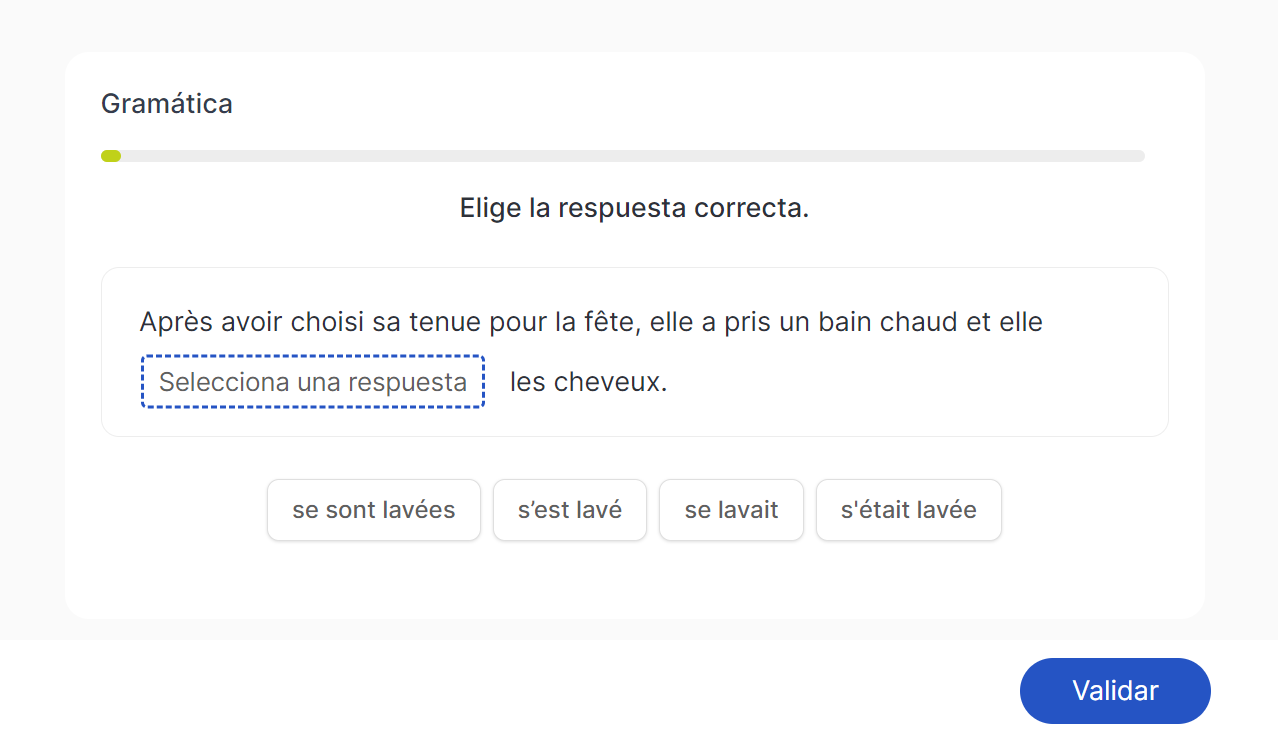 Gramática
Elige la respuesta correcta.
Après avoir choisi sa tenue pour la fête, elle a pris un bain chaud et elle
Selecciona una respuesta les cheveux.
se sont lavées s’est lavé se lavait s'était lavée
Validar